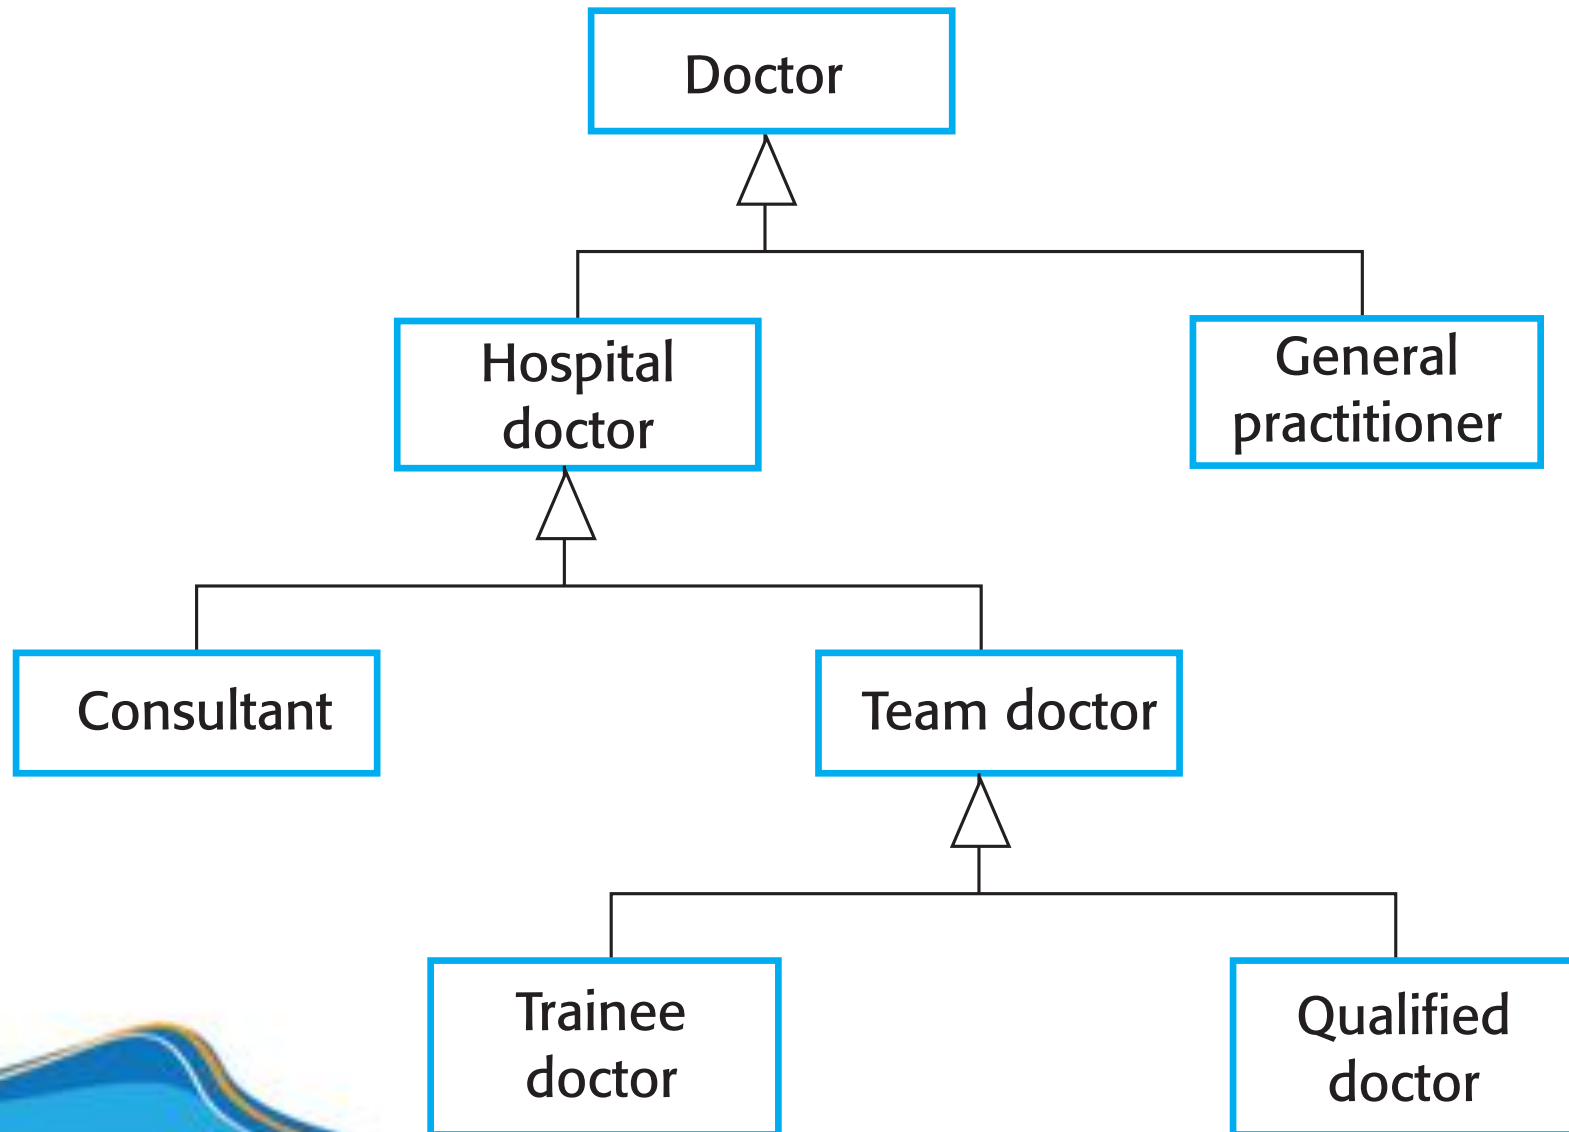 Doctor
Hospital
doctor
General
practitioner
Consultant
Team doctor
Trainee
doctor
Qualified
doctor